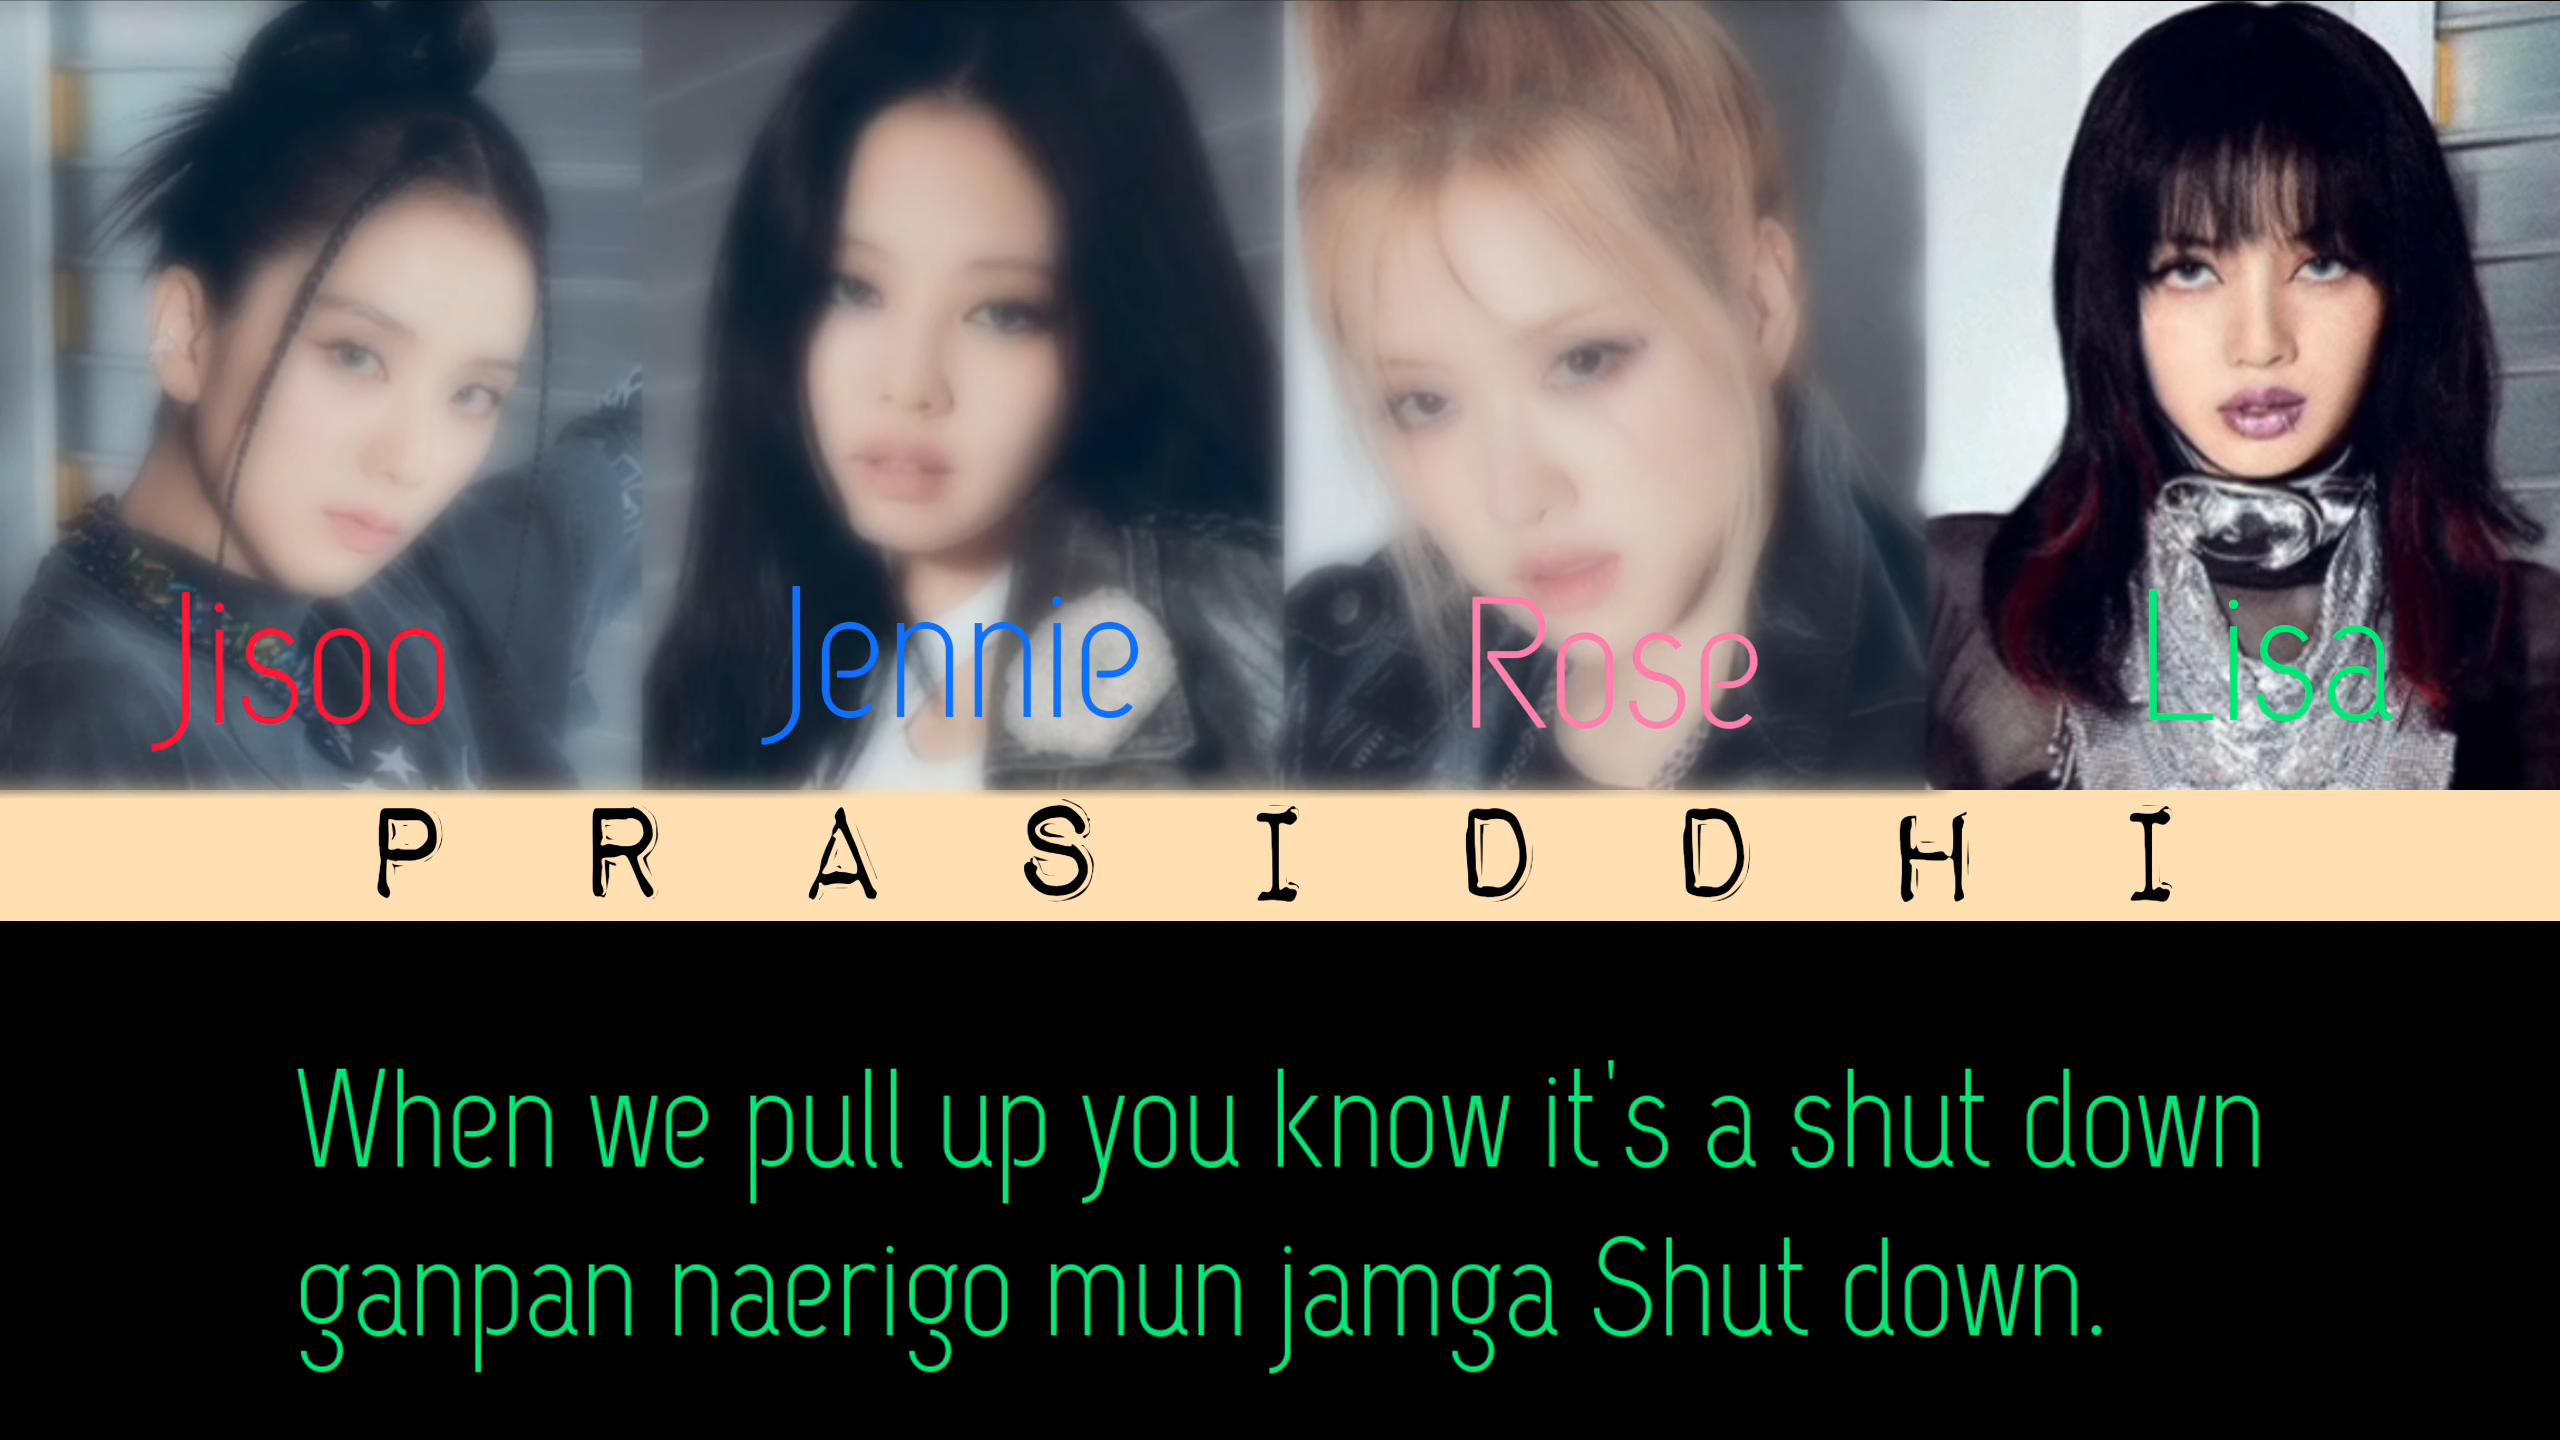 Jisoo Jennie Rose Lisa
PRASIDDHI
When we pull up you know it's a shut down
ganpan naerigo mun jamga Shut down.